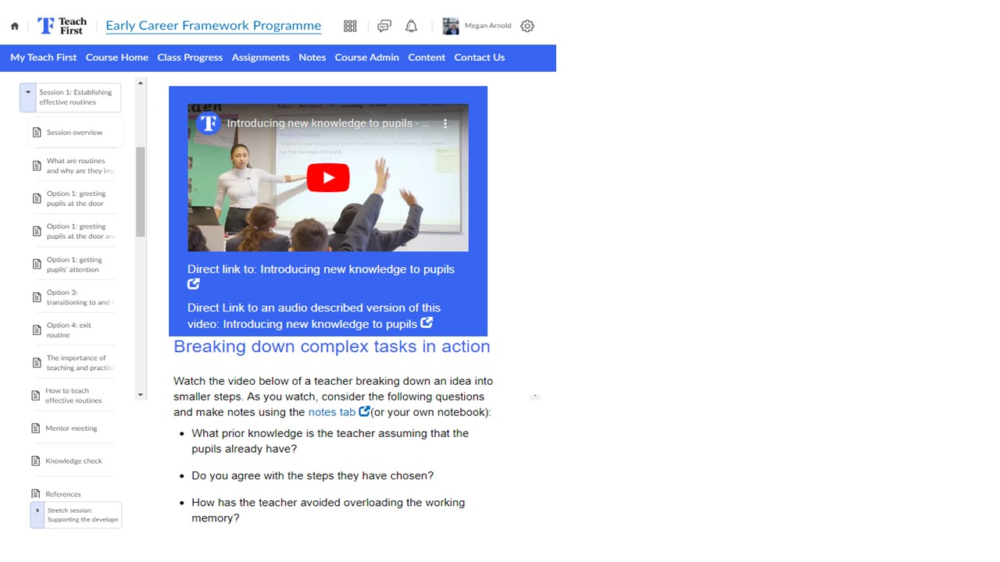 Teach
First
Early Career Framework Programme
Megan Arnold
My Teach First Course Home Class Progress Assignments Notes Course Admin Content Contact Us
Session 1: Establishing
effective routines
Session overview
What are routines
and why are they im
Option 1: greeting
pupils at the door
Option 1: greeting
pupils at the door an
Option 1: getting
pupils' attention
Option 3:
transitioning to and
Option 4: exit
routine
The importance of
teaching and practisi
How to teach
effective routines
Mentor meeting
Knowledge check
References
Stretch session:
Supporting the developm
Introducing new knowledge to pupils - ...
Direct link to: Introducing new knowledge to pupils
Direct Link to an audio described version of this
video: Introducing new knowledge to pupils
Breaking down complex tasks in action
Watch the video below of a teacher breaking down an idea into
smaller steps. As you watch, consider the following questions
and make notes using the notes tab (or your own notebook):
• What prior knowledge is the teacher assuming that the
pupils already have?
• Do you agree with the steps they have chosen?
• How has the teacher avoided overloading the working
memory?